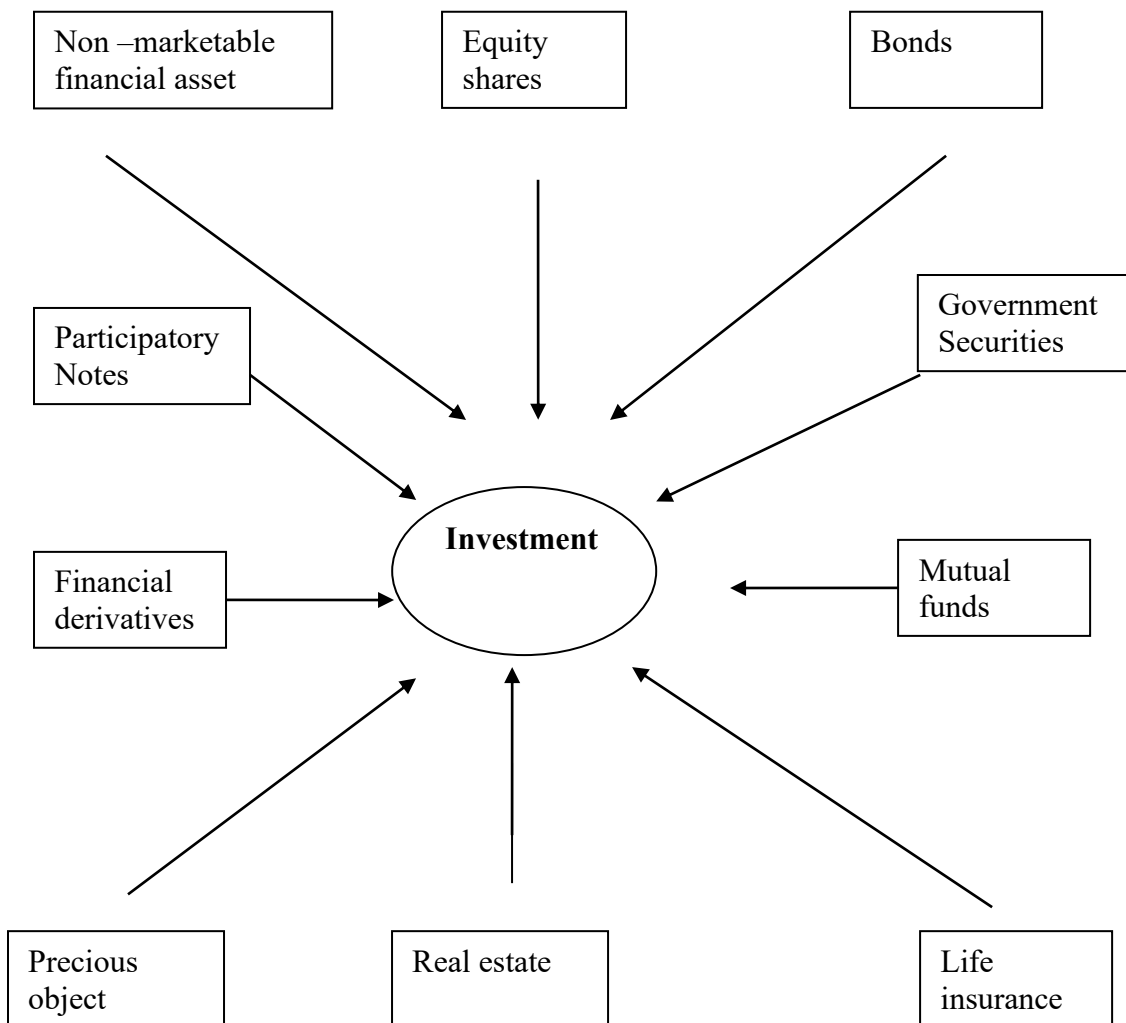 Non –marketable
financial asset
Equity
shares
Bonds
Participatory
Notes
Government
Securities
Investment
Financial
derivatives
Mutual
funds
Precious
object
Real estate
Life
insurance